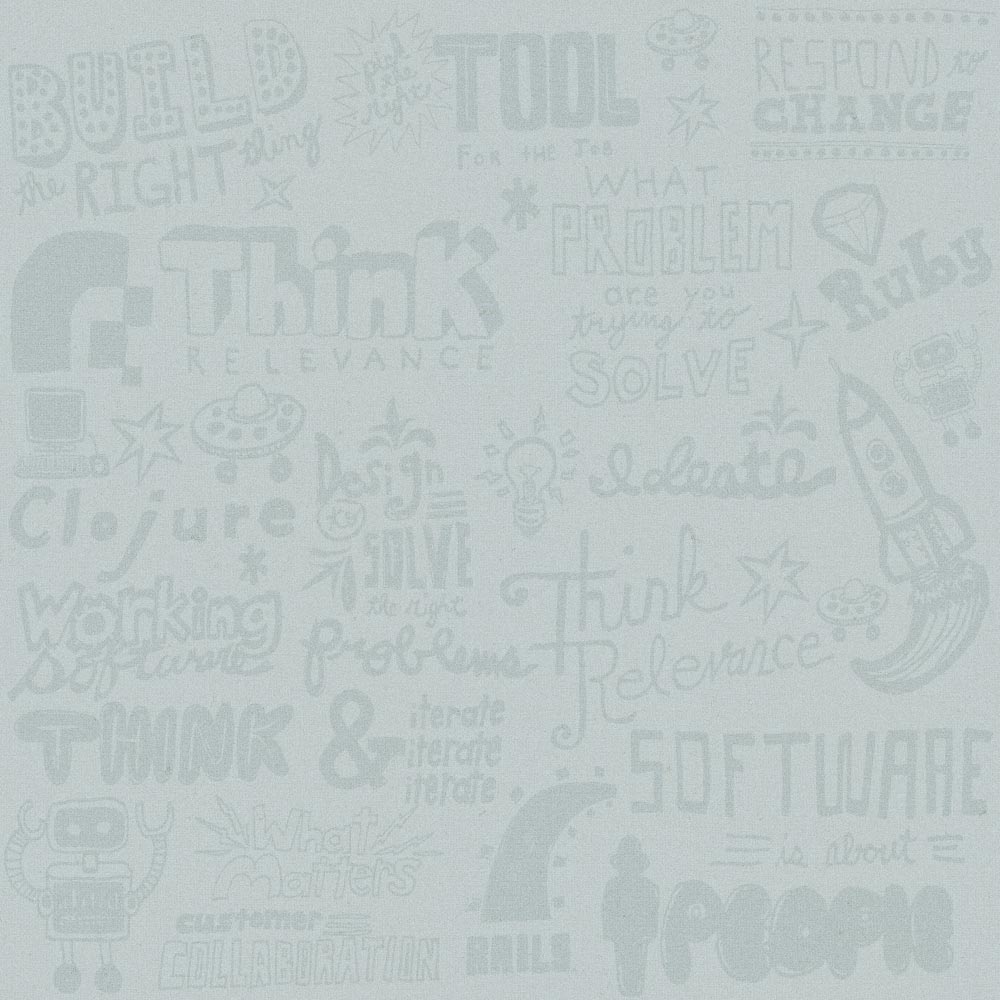 BUILD
the RIGHT thing
pick
the
right
TOOL
FOR THE JOB
RESPOND to
CHANGE
WHAT
PROBLEM
are you
trying to
SOLVE
Ruby
Think
RELEVANCE
Clojure
Design
SOLVE
the right
Problems
Ideate
Working
Software
Think
Relevance
THINK
&
iterate
iterate
iterate
SOFTWARE
is about
PEOPLE
What
Matters
customer
COLLABORATION
RAILS